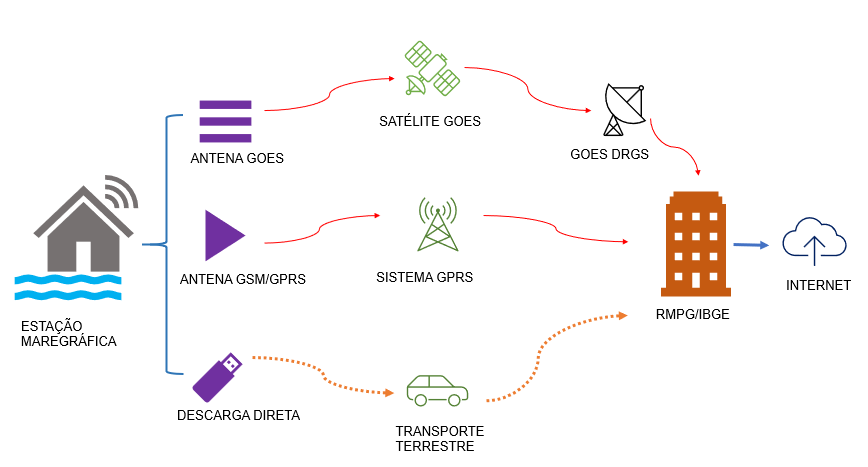 SATÉLITE GOES
ANTENA GOES
GOES DRGS
ANTENA GSM/GPRS
SISTEMA GPRS
RMPG/IBGE
INTERNET
ESTAÇÃO
MAREGRÁFICA
DESCARGA DIRETA
TRANSPORTE
TERRESTRE